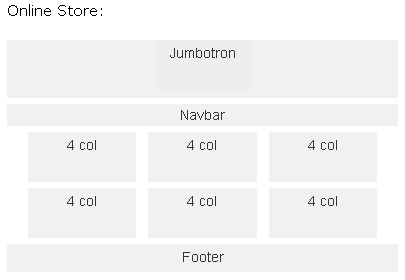 Online Store:
Jumbotron
Navbar
4 col 4 col 4 col
4 col 4 col 4 col
Footer